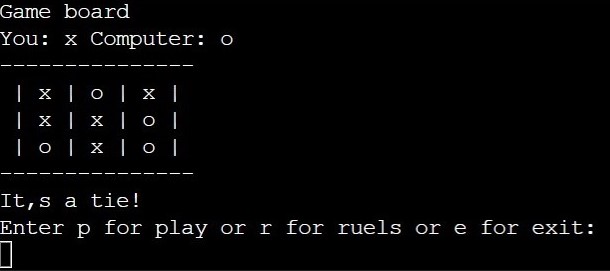 Game board
You: x Computer: o
---------------
| x | o | x |
| x | x | o |
| o | x | o |
---------------
It,s a tie!
Enter p for play or r for ruels or e for exit: